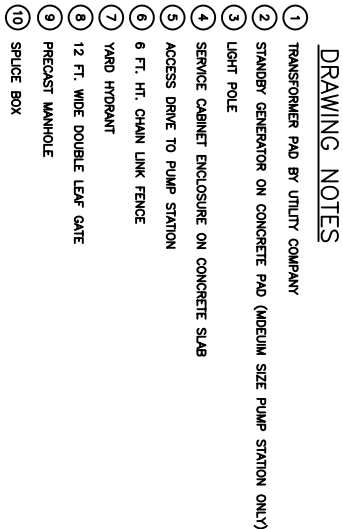 DRAWING NOTES
1 TRANSFORMER PAD BY UTILITY COMPANY
2 STANDBY GENERATOR ON CONCRETE PAD (MDEUIM SIZE PUMP STATION ONLY)
3 LIGHT POLE
4 SERVICE CABINET ENCLOSURE ON CONCRETE SLAB
5 ACCESS DRIVE TO PUMP STATION
6 6 FT. HT. CHAIN LINK FENCE
7 YARD HYDRANT
8 12 FT. WIDE DOUBLE LEAF GATE
9 PRECAST MANHOLE
10 SPLICE BOX